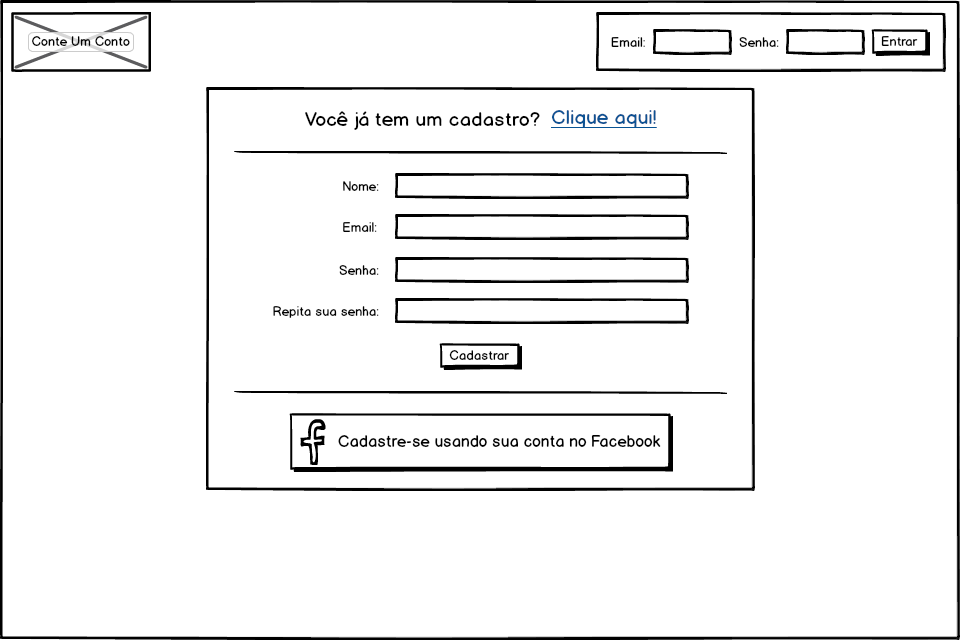 Conte Um Conto
Email: Senha: Entrar
Você já tem um cadastro? Clique aqui!
Nome:
Email:
Senha:
Repita sua senha:
Cadastrar
Cadastre-se usando sua conta no Facebook